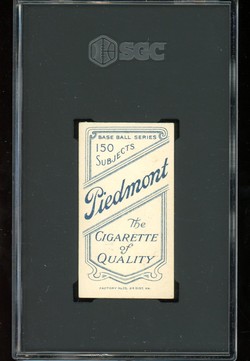 SGC
BASE BALL SERIES
150
SUBJECTS
Piedmont
The
CIGARETTE
of
QUALITY